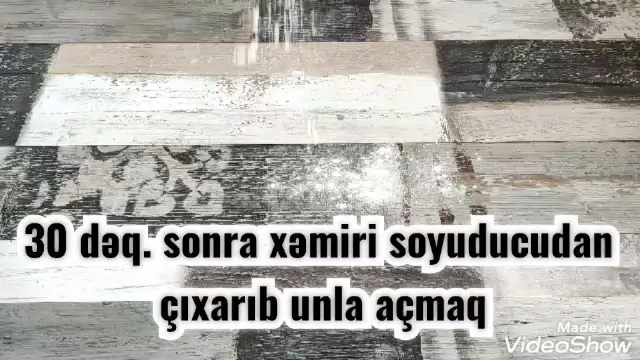 30 dəq. sonra xəmiri soyuducudan
çıxarıb unla açmaq
Made with
VideoShow